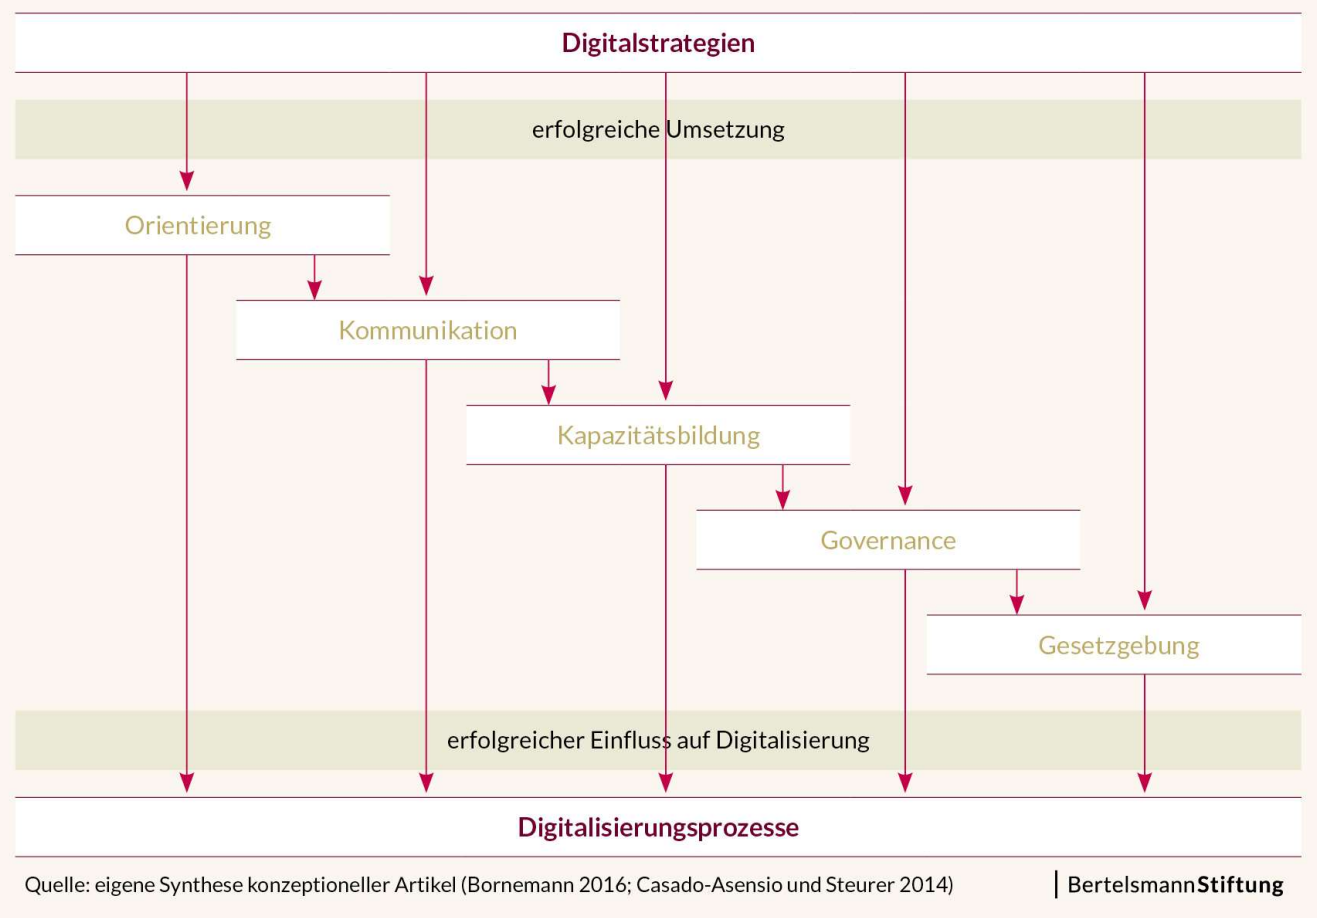 Digitalstrategien
erfolgreiche Umsetzung
Orientierung
Kommunikation
Kapazitätsbildung
Governance
Gesetzgebung
erfolgreicher Einfluss auf Digitalisierung
Digitalisierungsprozesse
Quelle: eigene Synthese konzeptioneller Artikel (Bornemann 2016; Casado-Asensio und Steurer 2014)
BertelsmannStiftung